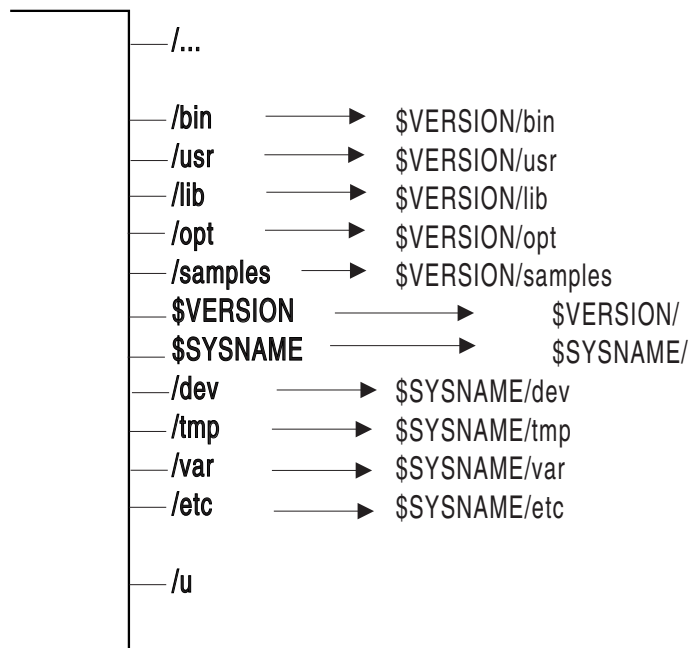 /...
/bin $VERSION/bin
/usr $VERSION/usr
/lib $VERSION/lib
/opt $VERSION/opt
/samples $VERSION/samples
$VERSION $VERSION/
$SYSNAME $SYSNAME/
/dev $SYSNAME/dev
/tmp $SYSNAME/tmp
/var $SYSNAME/var
/etc $SYSNAME/etc
/u